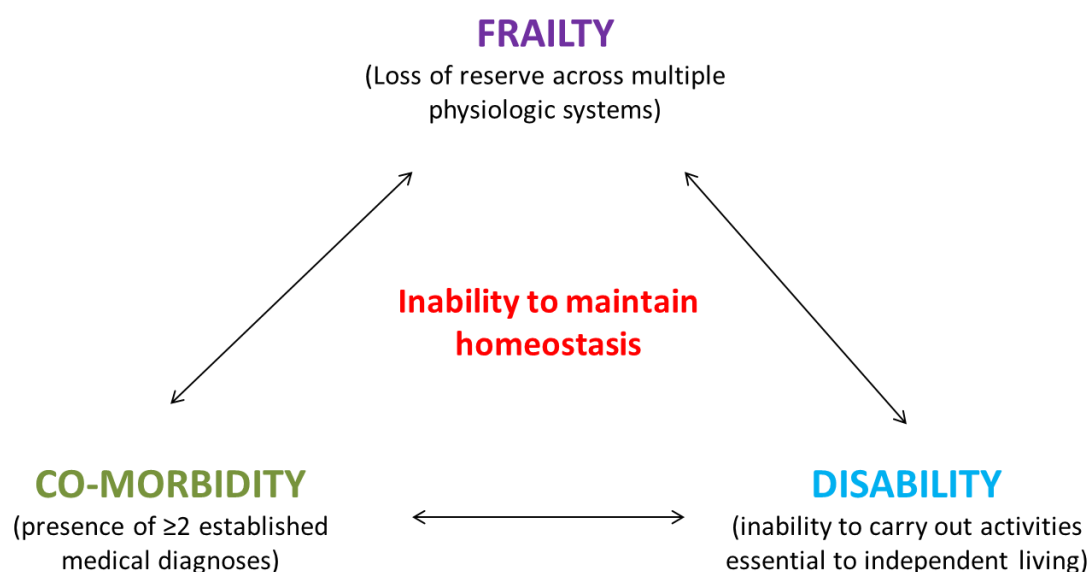 FRAILTY
(Loss of reserve across multiple
physiologic systems)
Inability to maintain
homeostasis
CO-MORBIDITY
(presence of ≥2 established
medical diagnoses)
DISABILITY
(inability to carry out activities
essential to independent living)